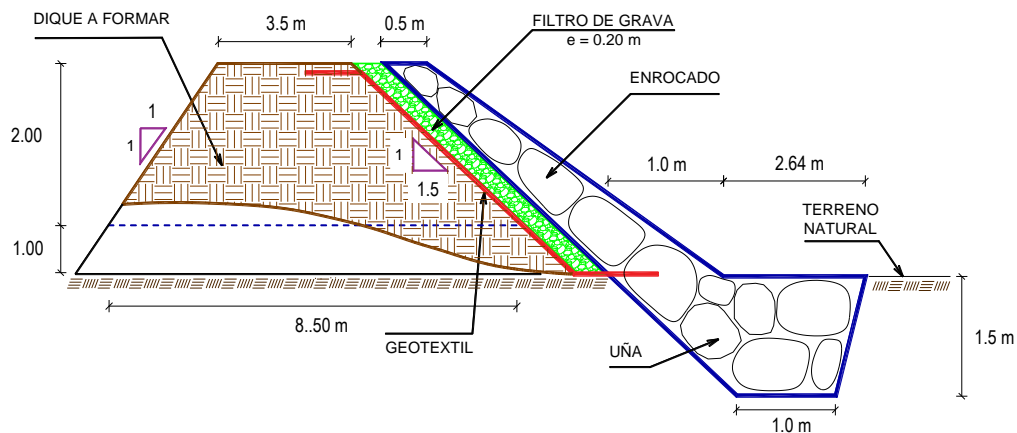 DIQUE A FORMAR
3.5 m
0.5 m
FILTRO DE GRAVA
e = 0.20 m
ENROCADO
2.00
1
1
1
1.5
1.0 m
2.64 m
TERRENO
NATURAL
1.00
8..50 m
GEOTEXTIL
UÑA
1.5 m
1.0 m